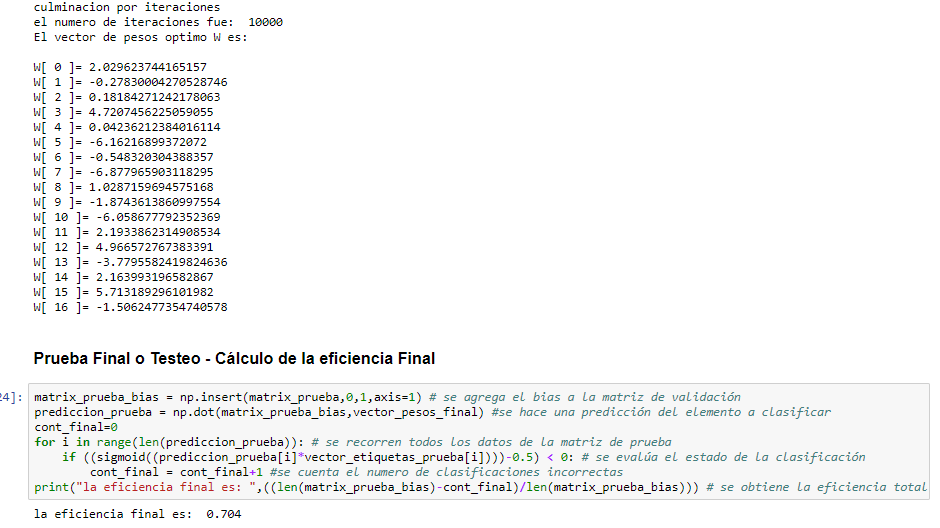 culminacion por iteraciones
el numero de iteraciones fue:  10000
El vector de pesos optimo W es:
W[ 0 ]= 2.029623744165157
W[ 1 ]= -0.27830004270528746
W[ 2 ]= 0.18184271242178063
W[ 3 ]= 4.7207456225059055
W[ 4 ]= 0.04236212384016114
W[ 5 ]= -6.16216899372072
W[ 6 ]= -0.548320304388357
W[ 7 ]= -6.877965903118295
W[ 8 ]= 1.0287159694575168
W[ 9 ]= -1.8743613860997554
W[ 10 ]= -6.058677792352369
W[ 11 ]= 2.1933862314908534
W[ 12 ]= 4.966572767383391
W[ 13 ]= -3.7795582419824636
W[ 14 ]= 2.163993196582867
W[ 15 ]= 5.713189296101982
W[ 16 ]= -1.5062477354740578
Prueba Final o Testeo - Cálculo de la eficiencia Final
24]: matrix_prueba_bias = np.insert(matrix_prueba,0,1,axis=1) # se agrega el bias a la matriz de validación
prediccion_prueba = np.dot(matrix_prueba_bias,vector_pesos_final) #se hace una predicción del elemento a clasificar
cont_final=0
for i in range(len(prediccion_prueba)): # se recorren todos los datos de la matriz de prueba
    if ((sigmoid((prediccion_prueba[i]*vector_etiquetas_prueba[i])))-0.5) < 0: # se evalúa el estado de la clasificación
        cont_final = cont_final+1 #se cuenta el numero de clasificaciones incorrectas
print("la eficiencia final es: ",((len(matrix_prueba_bias)-cont_final)/len(matrix_prueba_bias))) # se obtiene la eficiencia total
la eficiencia final es:  0.704